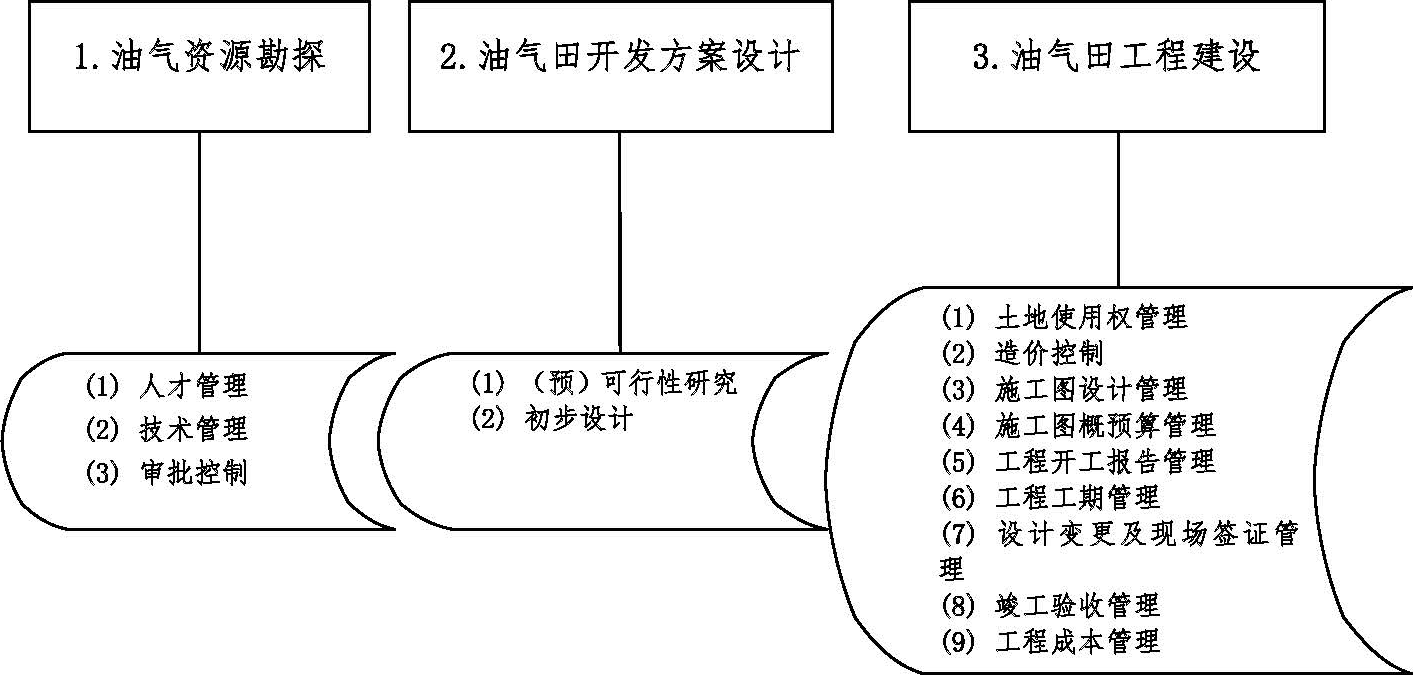 1.油气资源勘探
2.油气田开发方案设计
3.油气田工程建设
(1) 人才管理
(2) 技术管理
(3) 审批控制
(1) （预）可行性研究
(2) 初步设计
(1) 土地使用权管理
(2) 造价控制
(3) 施工图设计管理
(4) 施工图概预算管理
(5) 工程开工报告管理
(6) 工程工期管理
(7) 设计变更及现场签证管
理
(8) 竣工验收管理
(9) 工程成本管理